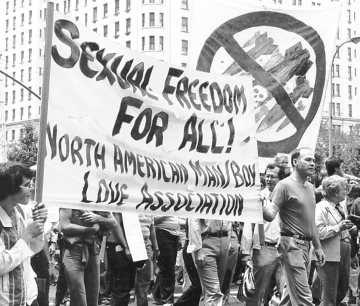 SEXUAL FREEDOM
FOR ALL!
NORTH AMERICAN MAN/BOY
LOVE ASSOCIATION